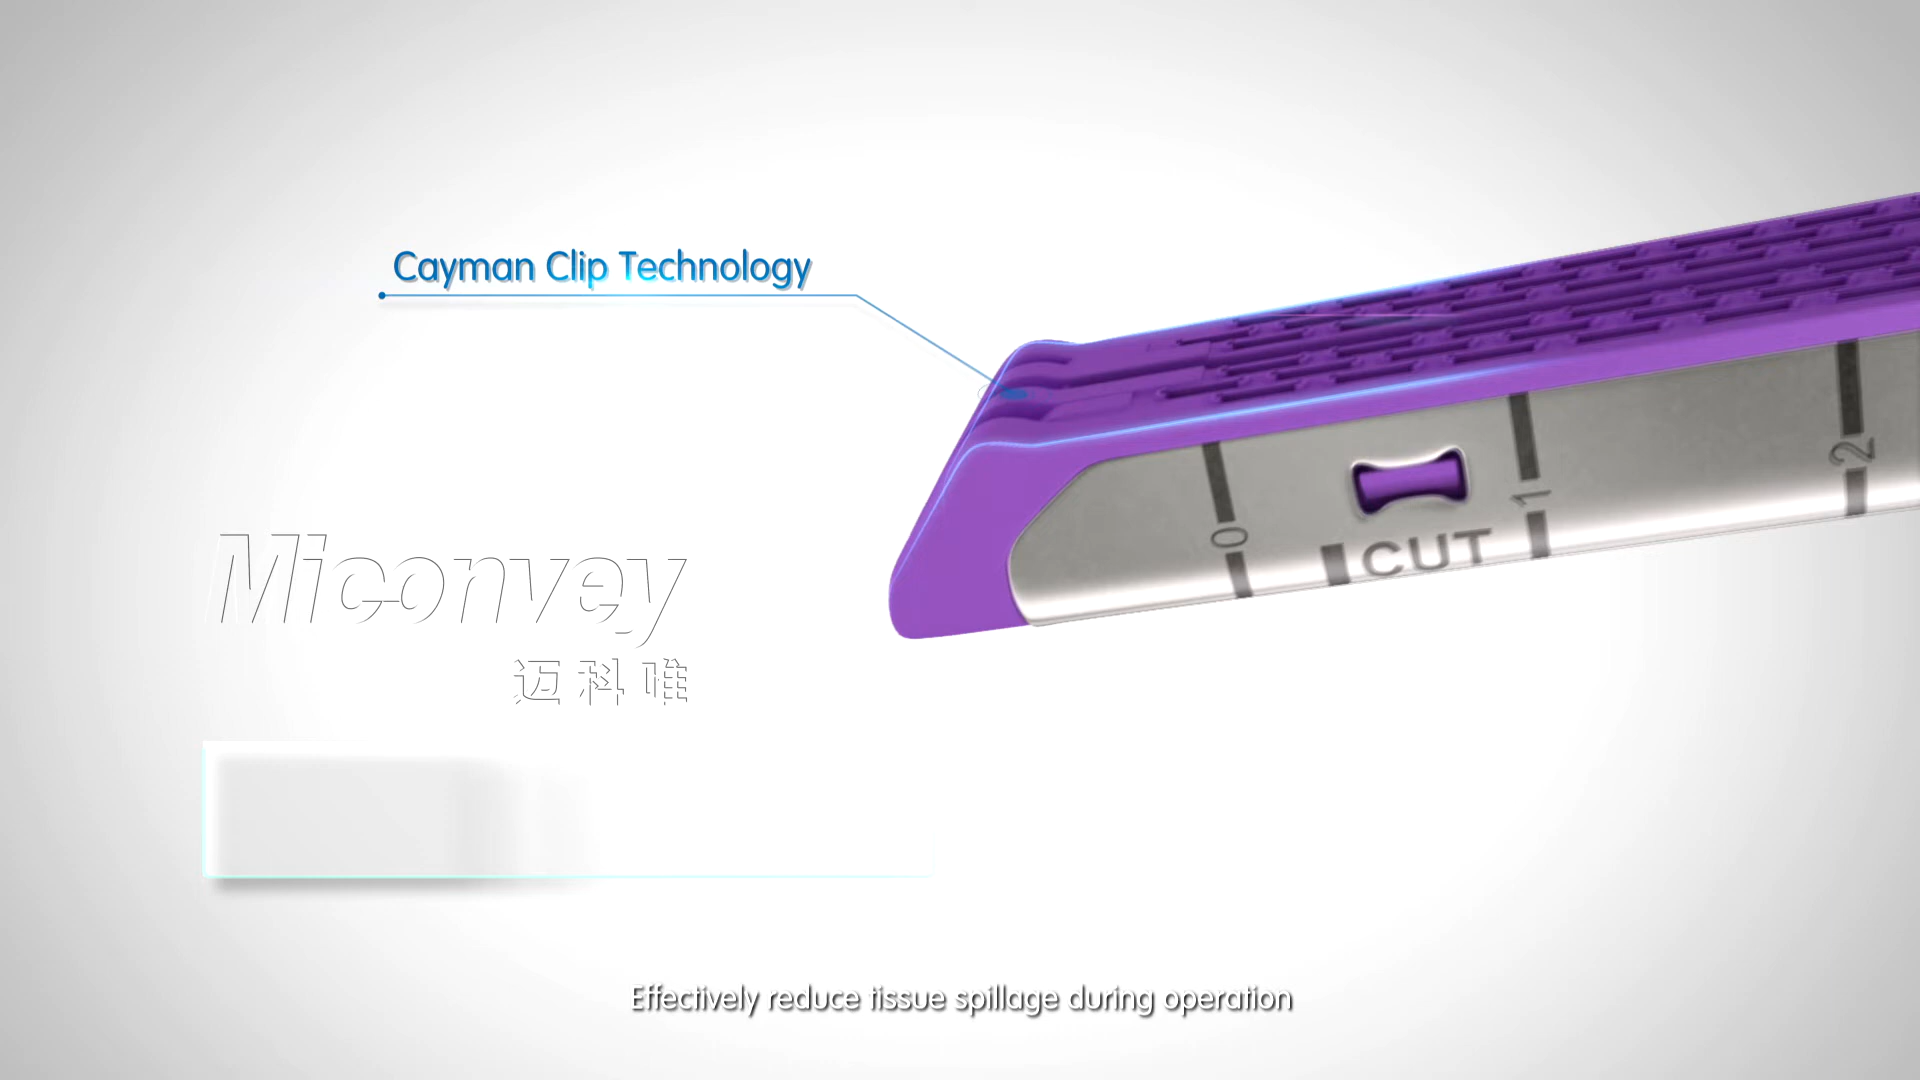 Cayman Clip Technology
0
1
2
CUT
Miconvey
迈科唯
Effectively reduce tissue spillage during operation